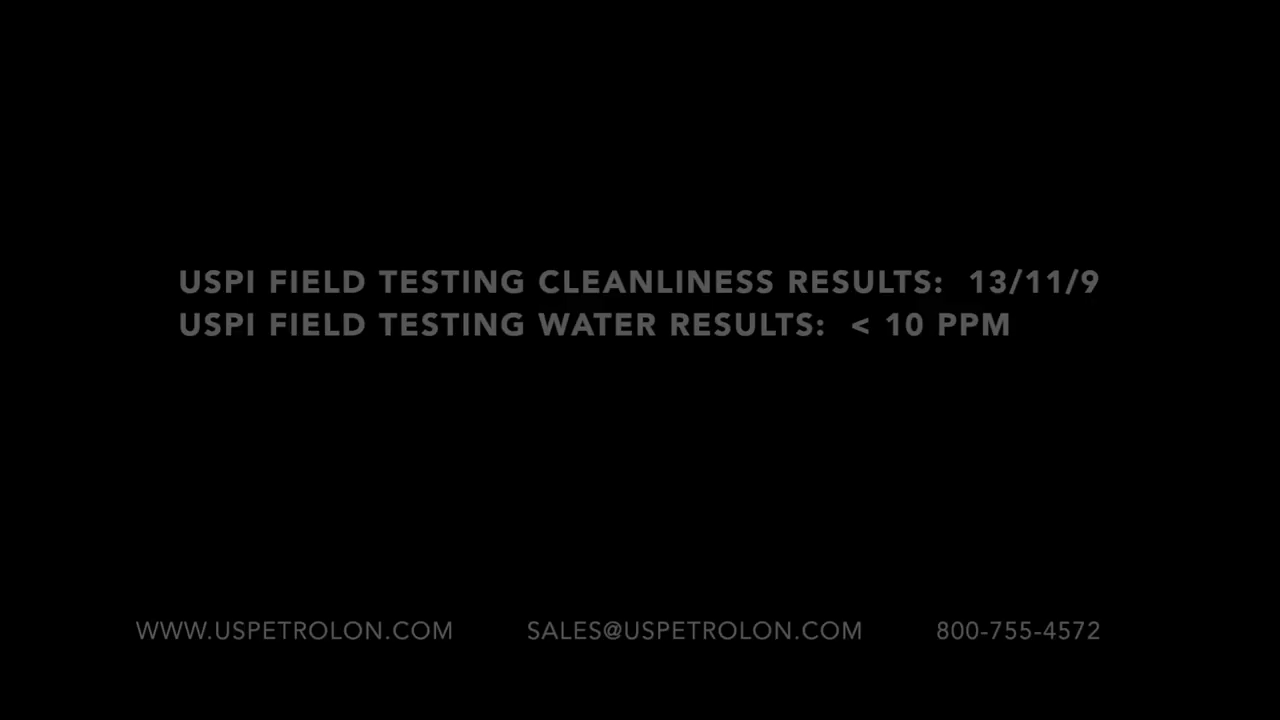 USPI FIELD TESTING CLEANLINESS RESULTS: 13/11/9
USPI FIELD TESTING WATER RESULTS: < 10 PPM
WWW.USPETROLON.COM SALES@USPETROLON.COM 800-755-4572